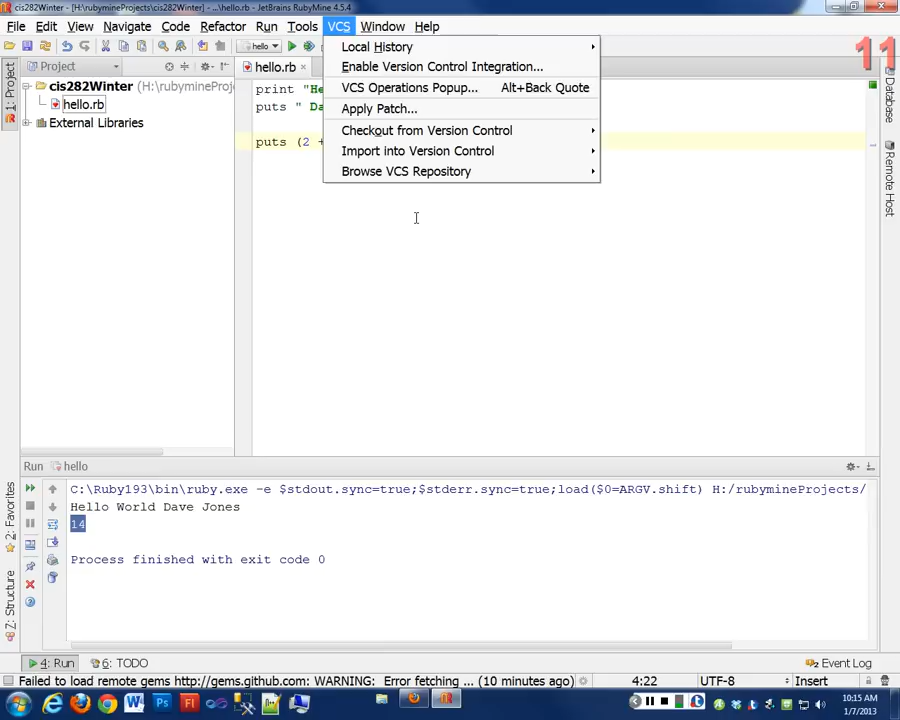 cis282Winter - [H:\rubymineProjects\cis282Winter] - ...\hello.rb - JetBrains RubyMine 4.5.4
File Edit View Navigate Code Refactor Run Tools VCS Window Help
hello
11
Project
hello.rb
Local History
Enable Version Control Integration...
VCS Operations Popup... Alt+Back Quote
Apply Patch...
Checkout from Version Control
Import into Version Control
Browse VCS Repository
1: Project
cis282Winter (H:\rubymineProj
hello.rb
External Libraries
print "He
puts " Da
puts (2 +
Database
Remote Host
2: Favorites
Z: Structure
Run hello
C:\Ruby193\bin\ruby.exe -e $stdout.sync=true;$stderr.sync=true;load($0=ARGV.shift) H:/rubymineProjects/
Hello World Dave Jones
14
Process finished with exit code 0
4: Run 6: TODO
2 Event Log
Failed to load remote gems http://gems.github.com: WARNING: Error fetching ... (10 minutes ago)
4:22 UTF-8 Insert
10:15 AM
1/7/2013